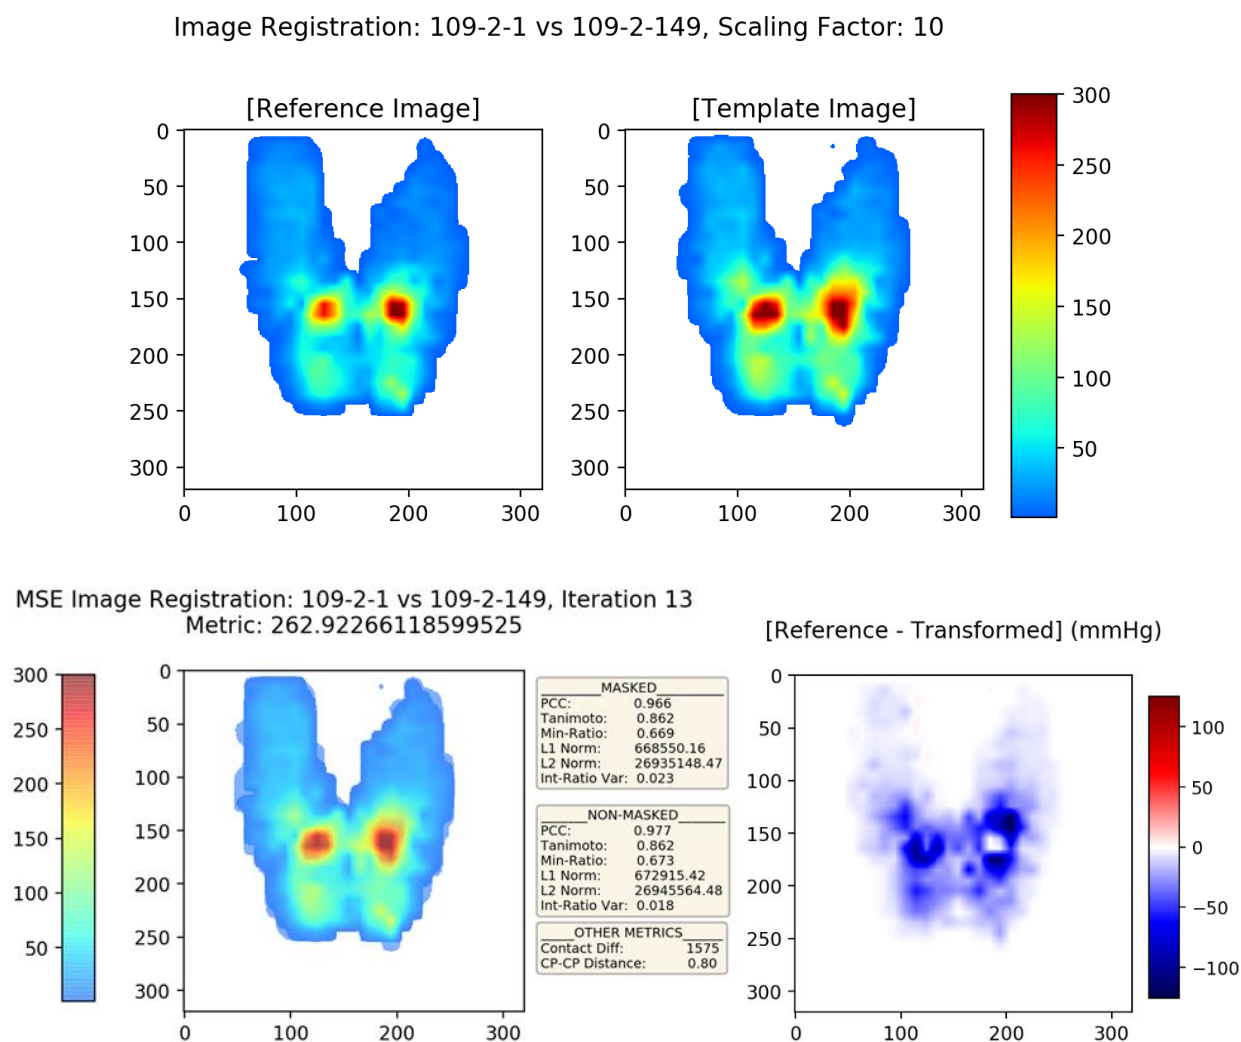 Image Registration: 109-2-1 vs 109-2-149, Scaling Factor: 10
[Reference Image]
[Template Image]
0
50
100
150
200
250
300
0
100
200
300
0
50
100
150
200
250
300
0
100
200
300
300
250
200
150
100
50
MSE Image Registration: 109-2-1 vs 109-2-149, Iteration 13
Metric: 262.92266118599525
300
250
200
150
100
50
0
50
100
150
200
250
300
0
100
200
300
MASKED
PCC: 0.966
Tanimoto: 0.862
Min-Ratio: 0.669
L1 Norm: 668550.16
L2 Norm: 26935148.47
Int-Ratio Var: 0.023
NON-MASKED
PCC: 0.977
Tanimoto: 0.862
Min-Ratio: 0.673
L1 Norm: 672915.42
L2 Norm: 26945564.48
Int-Ratio Var: 0.018
OTHER METRICS
Contact Diff: 1575
CP-CP Distance: 0.80
[Reference - Transformed] (mmHg)
0
50
100
150
200
250
300
0
100
200
300
100
50
0
−50
−100